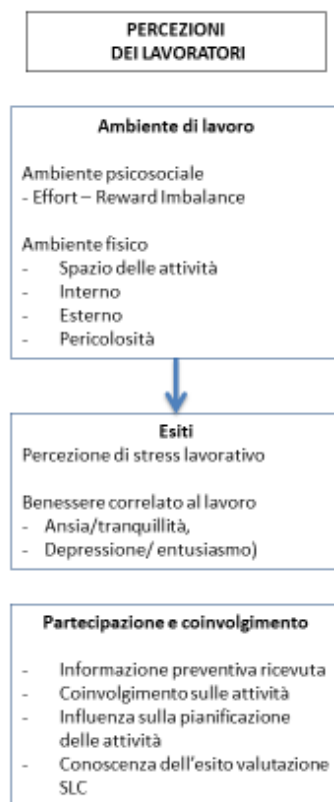 PERCEZIONI
DEI LAVORATORI
Ambiente di lavoro
Ambiente psicosociale
- Effort – Reward Imbalance
Ambiente fisico
- Spazio delle attività
- Interno
- Esterno
- Pericolosità
Esiti
Percezione di stress lavorativo
Benessere correlato al lavoro
- Ansia/tranquillità,
- Depressione/ entusiasmo)
Partecipazione e coinvolgimento
- Informazione preventiva ricevuta
- Coinvolgimento sulle attività
- Influenza sulla pianificazione
delle attività
- Conoscenza dell'esito valutazione
SLC